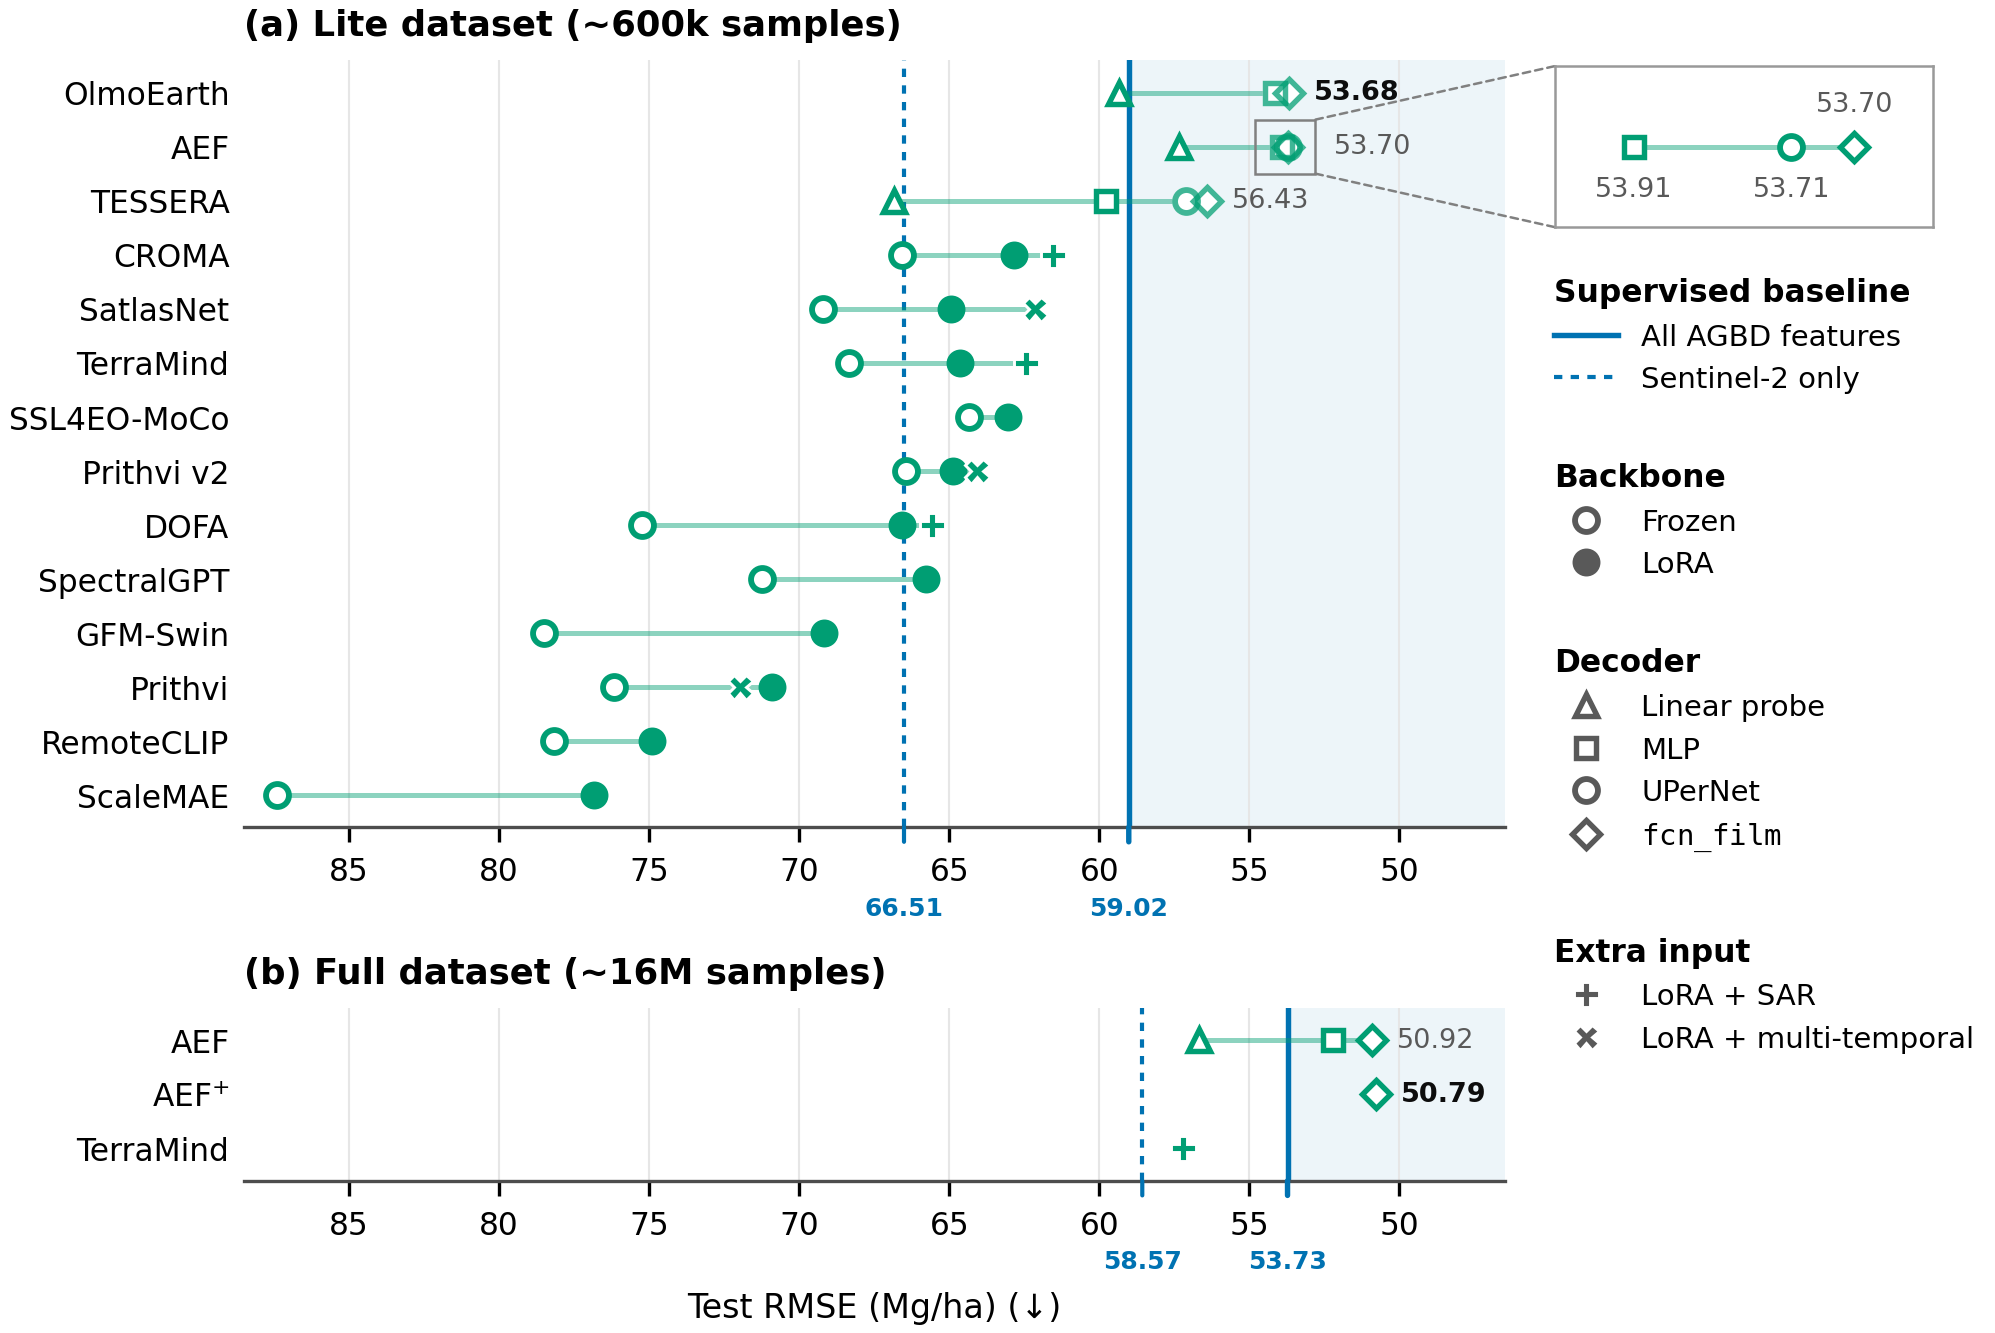 (a) Lite dataset (~600k samples)
OlmoEarth
53.68
AEF
53.70
TESSERA
56.43
CROMA
SatlasNet
TerraMind
SSL4EO-MoCo
Prithvi v2
DOFA
SpectralGPT
GFM-Swin
Prithvi
RemoteCLIP
ScaleMAE
85 80 75 70 65 60 55 50
66.51 59.02
53.70
53.91 53.71
Supervised baseline
All AGBD features
Sentinel-2 only
Backbone
Frozen
LoRA
Decoder
Linear probe
MLP
UPerNet
fcn_film
Extra input
LoRA + SAR
LoRA + multi-temporal
(b) Full dataset (~16M samples)
AEF
50.92
AEF⁺
50.79
TerraMind
85 80 75 70 65 60 55 50
58.57 53.73
Test RMSE (Mg/ha) (↓)